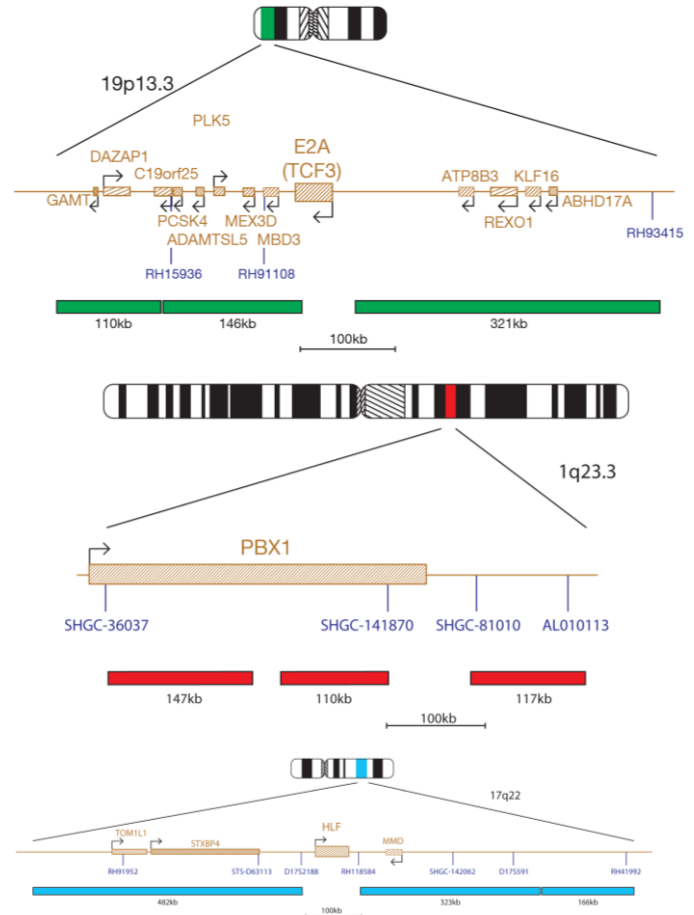 19p13.3
PLK5
E2A
(TCF3)
DAZAP1
C19orf25
ATP8B3
KLF16
GAMT
PCSK4
MEX3D
REXO1
ABHD17A
ADAMTSL5
MBD3
RH93415
RH15936
RH91108
110kb
146kb
321kb
100kb
1q23.3
PBX1
SHGC-36037
SHGC-141870
SHGC-81010
AL010113
147kb
110kb
117kb
100kb
17q22
TOM1L1
STXBP4
HLF
MMD
RH91952
STS-D63113
D17S2188
RH118584
SHGC-142062
D17S591
RH41992
482kb
323kb
166kb
100kb